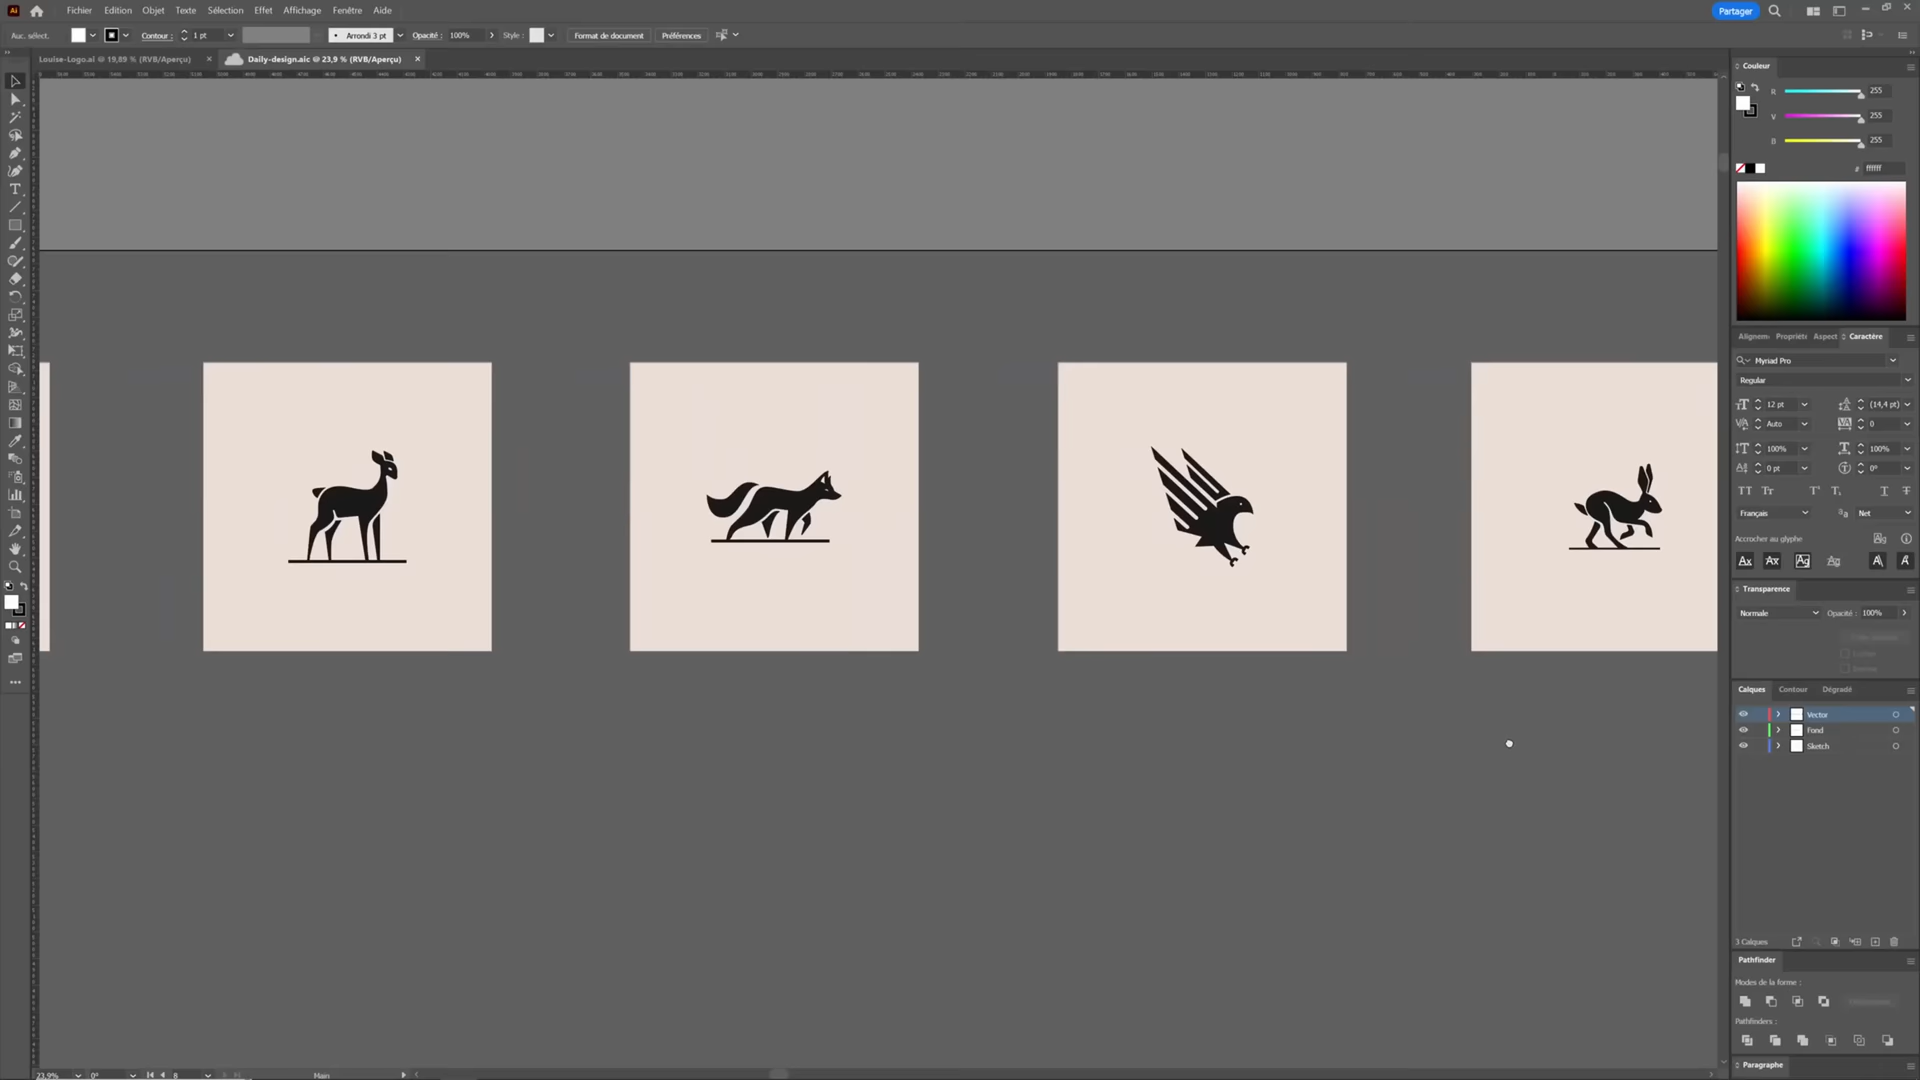 Ai Fichier Edition Objet Texte Sélection Effet Affichage Fenêtre Aide Partager
Auc. sélect. Contour : 1 pt Arrondi 3 pt Opacité : 100% Style : Format de document Préférences
Louise-Logo.ai @ 19,89 % (RVB/Aperçu) × Daily-design.aic @ 23,9 % (RVB/Aperçu) ×
Couleur
R 255
V 255
B 255
# ffffff
Alignem Propriété Aspect Caractère
Myriad Pro
Regular
12 pt (14,4 pt)
Auto 0
100% 100%
0 pt 0°
Français Net
Accrocher au glyphe
Transparence
Normale Opacité : 100%
Calques Contour Dégradé
Vector
Fond
Sketch
3 Calques
Pathfinder
Modes de la forme :
Pathfinders :
Paragraphe
23,9% 0° 8 Main